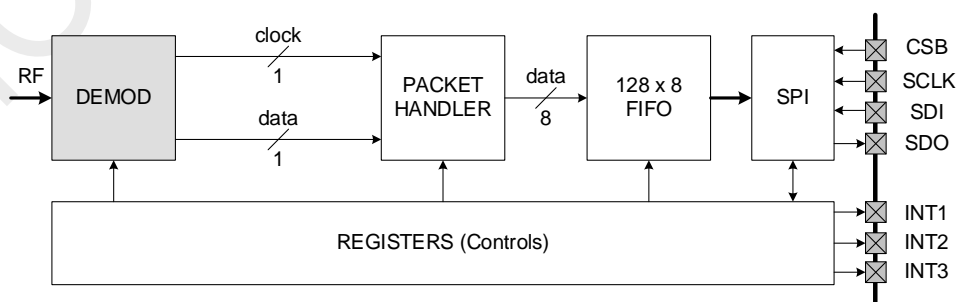 clock
1
RF
DEMOD
data
1
PACKET
HANDLER
data
8
128 x 8
FIFO
SPI
CSB
SCLK
SDI
SDO
REGISTERS (Controls)
INT1
INT2
INT3